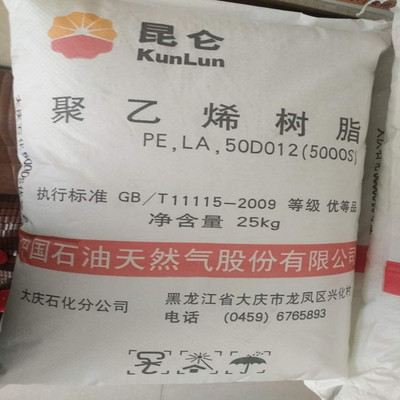 昆仑
KunLun
聚乙烯树脂
PE,LA,50D012(5000S)
执行标准 GB/T11115-2009 等级 优等品
净含量 25kg
中国石油天然气股份有限公司
大庆石化分公司
黑龙江省大庆市龙凤区兴化村
电话 (0459) 6765893